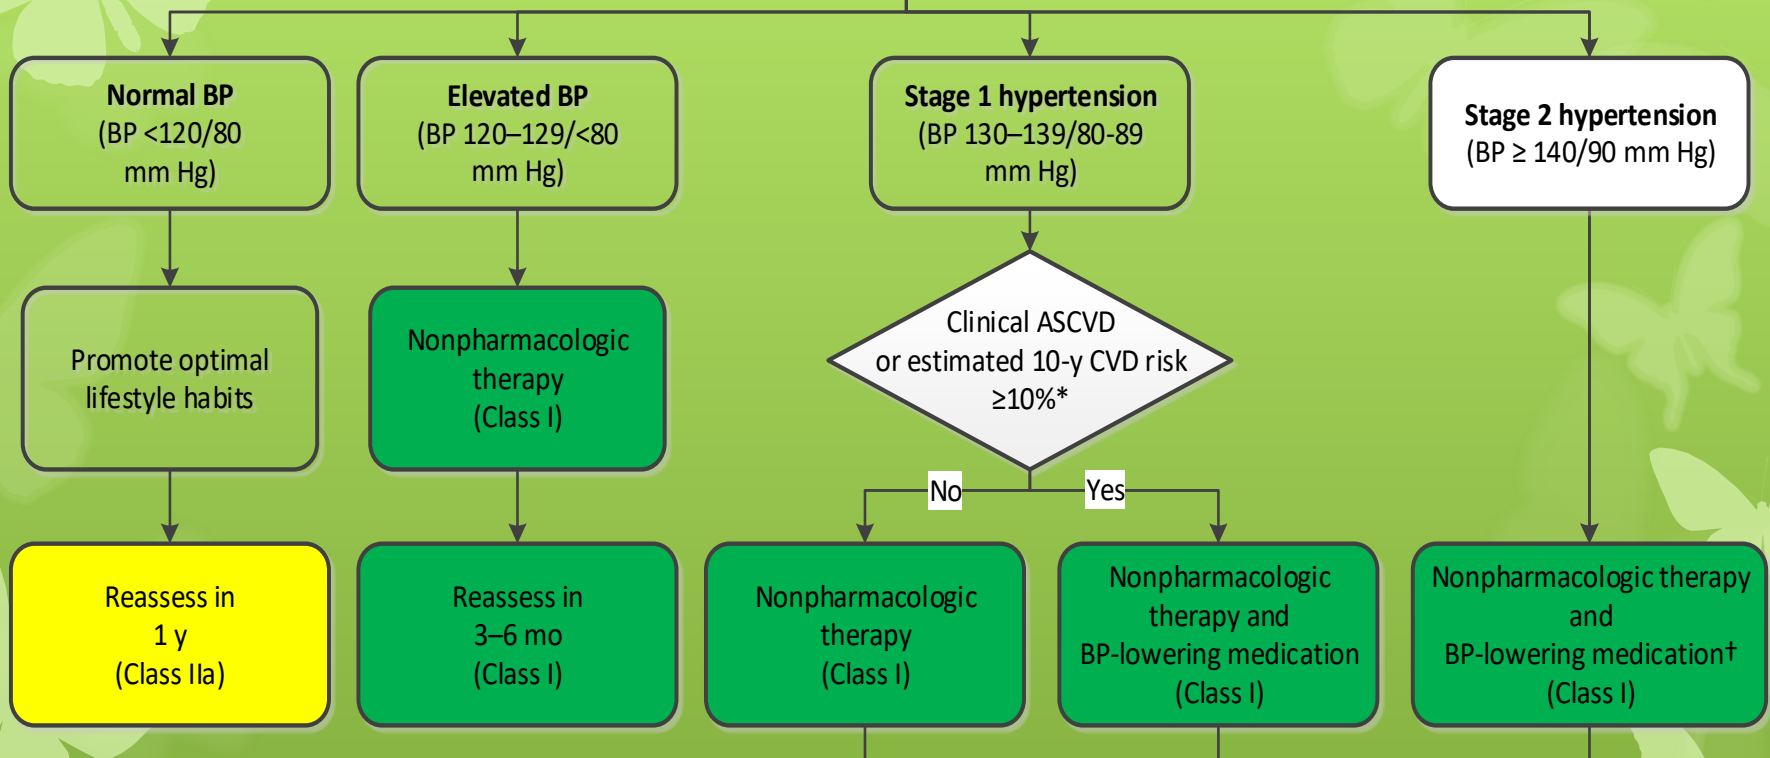 Normal BP
(BP <120/80
mm Hg)
Elevated BP
(BP 120–129/<80
mm Hg)
Stage 1 hypertension
(BP 130–139/80-89
mm Hg)
Stage 2 hypertension
(BP ≥ 140/90 mm Hg)
Promote optimal
lifestyle habits
Nonpharmacologic
therapy
(Class I)
Clinical ASCVD
or estimated 10-y CVD risk
≥10%*
No
Yes
Reassess in
1 y
(Class IIa)
Reassess in
3–6 mo
(Class I)
Nonpharmacologic
therapy
(Class I)
Nonpharmacologic
therapy and
BP-lowering medication
(Class I)
Nonpharmacologic therapy
and
BP-lowering medication†
(Class I)